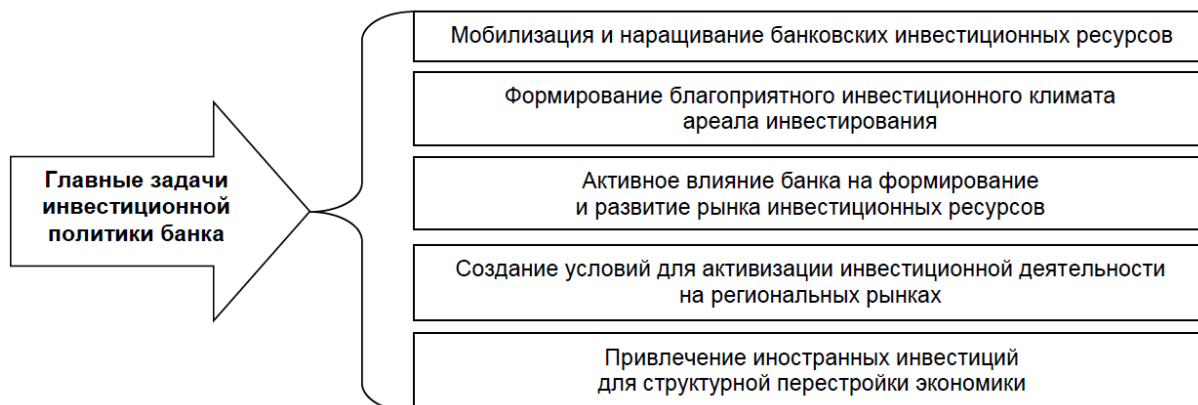 Главные задачи
инвестиционной
политики банка
Мобилизация и наращивание банковских инвестиционных ресурсов
Формирование благоприятного инвестиционного климата
ареала инвестирования
Активное влияние банка на формирование
и развитие рынка инвестиционных ресурсов
Создание условий для активизации инвестиционной деятельности
на региональных рынках
Привлечение иностранных инвестиций
для структурной перестройки экономики